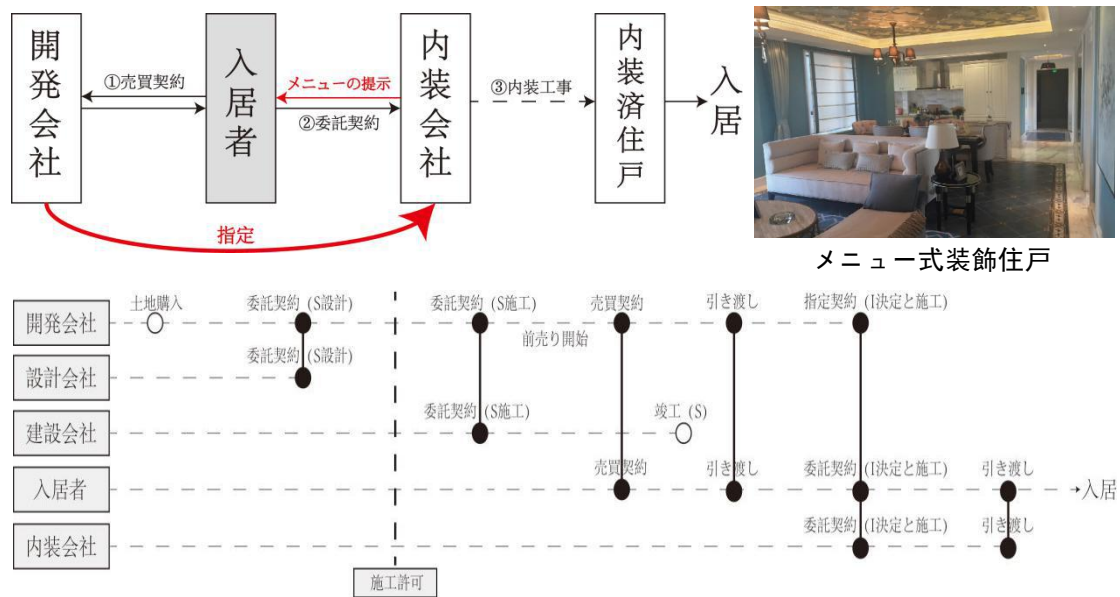 開発会社
①売買契約
入居者
メニューの提示
②委託契約
内装会社
③内装工事
内装済住戸
入居
指定
メニュー式装飾住戸
開発会社
土地購入
委託契約 (S設計)
委託契約 (S施工)
前売り開始
売買契約
引き渡し
指定契約 (I決定と施工)
設計会社
委託契約 (S設計)
建設会社
委託契約 (S施工)
竣工 (S)
入居者
売買契約
引き渡し
委託契約 (I決定と施工)
引き渡し
入居
内装会社
委託契約 (I決定と施工)
引き渡し
施工許可